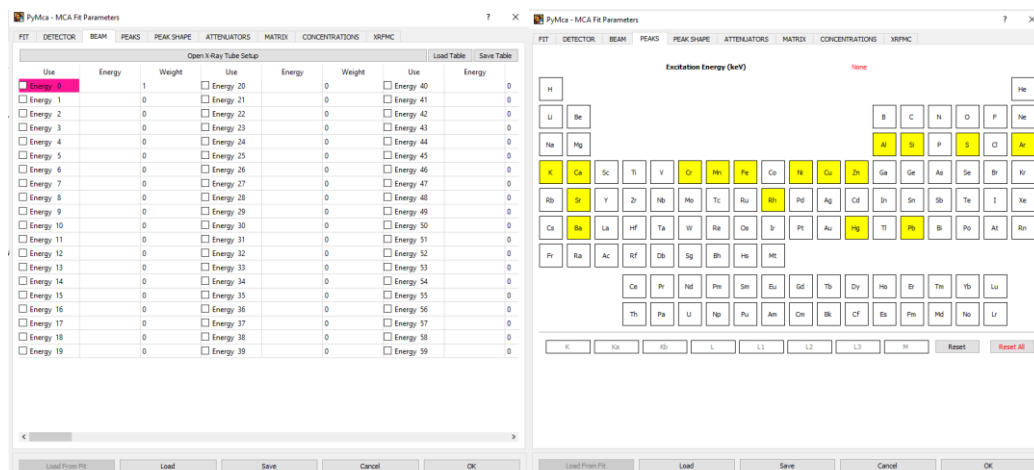 PyMca - MCA Fit Parameters ? ×
FIT DETECTOR BEAM PEAKS PEAK SHAPE ATTENUATORS MATRIX CONCENTRATIONS XRFMC
Open X-Ray Tube Setup Load Table Save Table
Use Energy Weight Use Energy Weight Use Energy
Energy 0 1 Energy 20 0 Energy 40 0
Energy 1 0 Energy 21 0 Energy 41 0
Energy 2 0 Energy 22 0 Energy 42 0
Energy 3 0 Energy 23 0 Energy 43 0
Energy 4 0 Energy 24 0 Energy 44 0
Energy 5 0 Energy 25 0 Energy 45 0
Energy 6 0 Energy 26 0 Energy 46 0
Energy 7 0 Energy 27 0 Energy 47 0
Energy 8 0 Energy 28 0 Energy 48 0
Energy 9 0 Energy 29 0 Energy 49 0
Energy 10 0 Energy 30 0 Energy 50 0
Energy 11 0 Energy 31 0 Energy 51 0
Energy 12 0 Energy 32 0 Energy 52 0
Energy 13 0 Energy 33 0 Energy 53 0
Energy 14 0 Energy 34 0 Energy 54 0
Energy 15 0 Energy 35 0 Energy 55 0
Energy 16 0 Energy 36 0 Energy 56 0
Energy 17 0 Energy 37 0 Energy 57 0
Energy 18 0 Energy 38 0 Energy 58 0
Energy 19 0 Energy 39 0 Energy 59 0
Load From Fit Load Save Cancel OK
PyMca - MCA Fit Parameters ? ×
FIT DETECTOR BEAM PEAKS PEAK SHAPE ATTENUATORS MATRIX CONCENTRATIONS XRFMC
Excitation Energy (keV) None
H He
Li Be B C N O F Ne
Na Mg Al Si P S Cl Ar
K Ca Sc Ti V Cr Mn Fe Co Ni Cu Zn Ga Ge As Se Br Kr
Rb Sr Y Zr Nb Mo Tc Ru Rh Pd Ag Cd In Sn Sb Te I Xe
Cs Ba La Hf Ta W Re Os Ir Pt Au Hg Tl Pb Bi Po At Rn
Fr Ra Ac Rf Db Sg Bh Hs Mt
Ce Pr Nd Pm Sm Eu Gd Tb Dy Ho Er Tm Yb Lu
Th Pa U Np Pu Am Cm Bk Cf Es Fm Md No Lr
K Ka Kb L L1 L2 L3 M Reset Reset All
Load From Fit Load Save Cancel OK